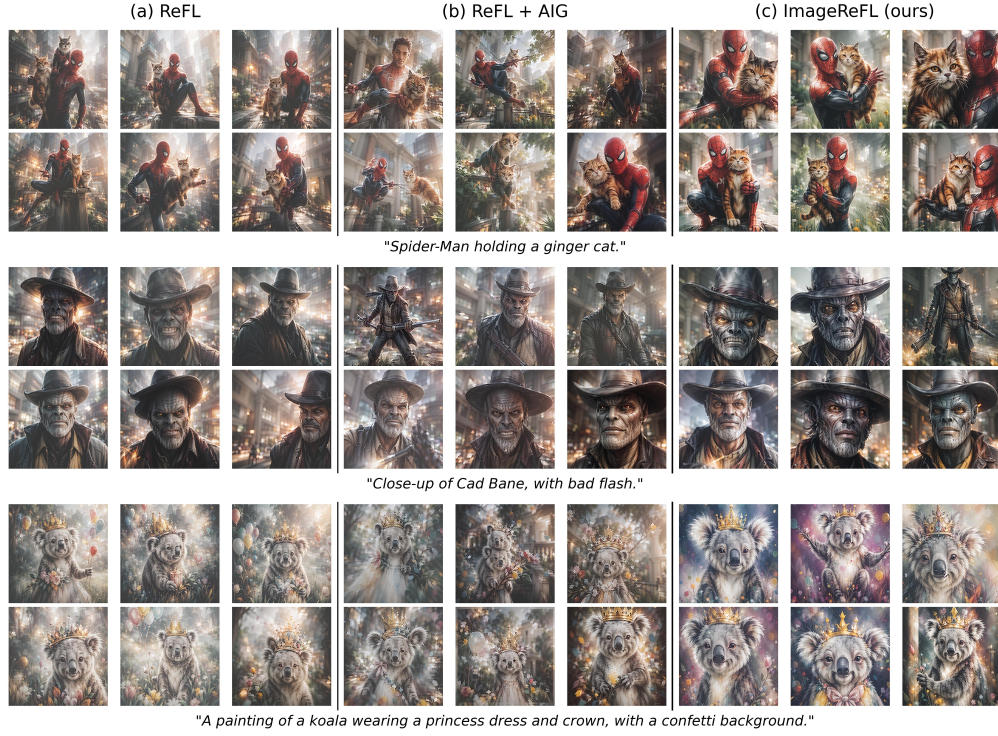 (a) ReFL
(b) ReFL + AIG
(c) ImageReFL (ours)
"Spider-Man holding a ginger cat."
"Close-up of Cad Bane, with bad flash."
"A painting of a koala wearing a princess dress and crown, with a confetti background."